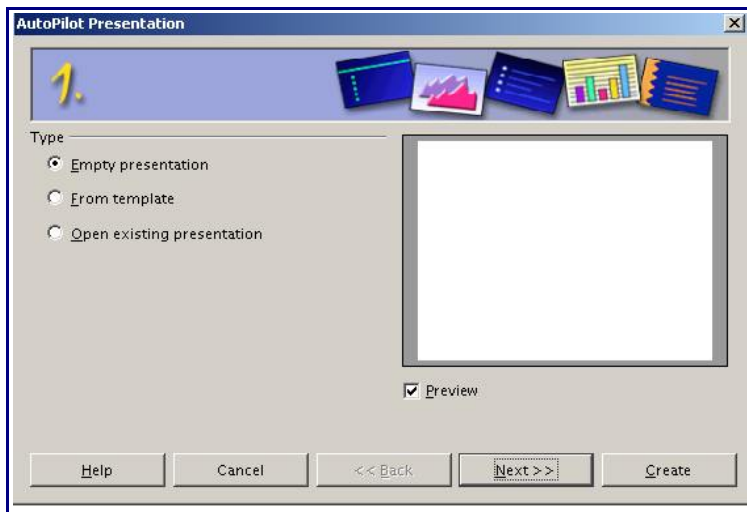 AutoPilot Presentation
1.
Type
Empty presentation
From template
Open existing presentation
Preview
Help
Cancel
<< Back
Next >>
Create